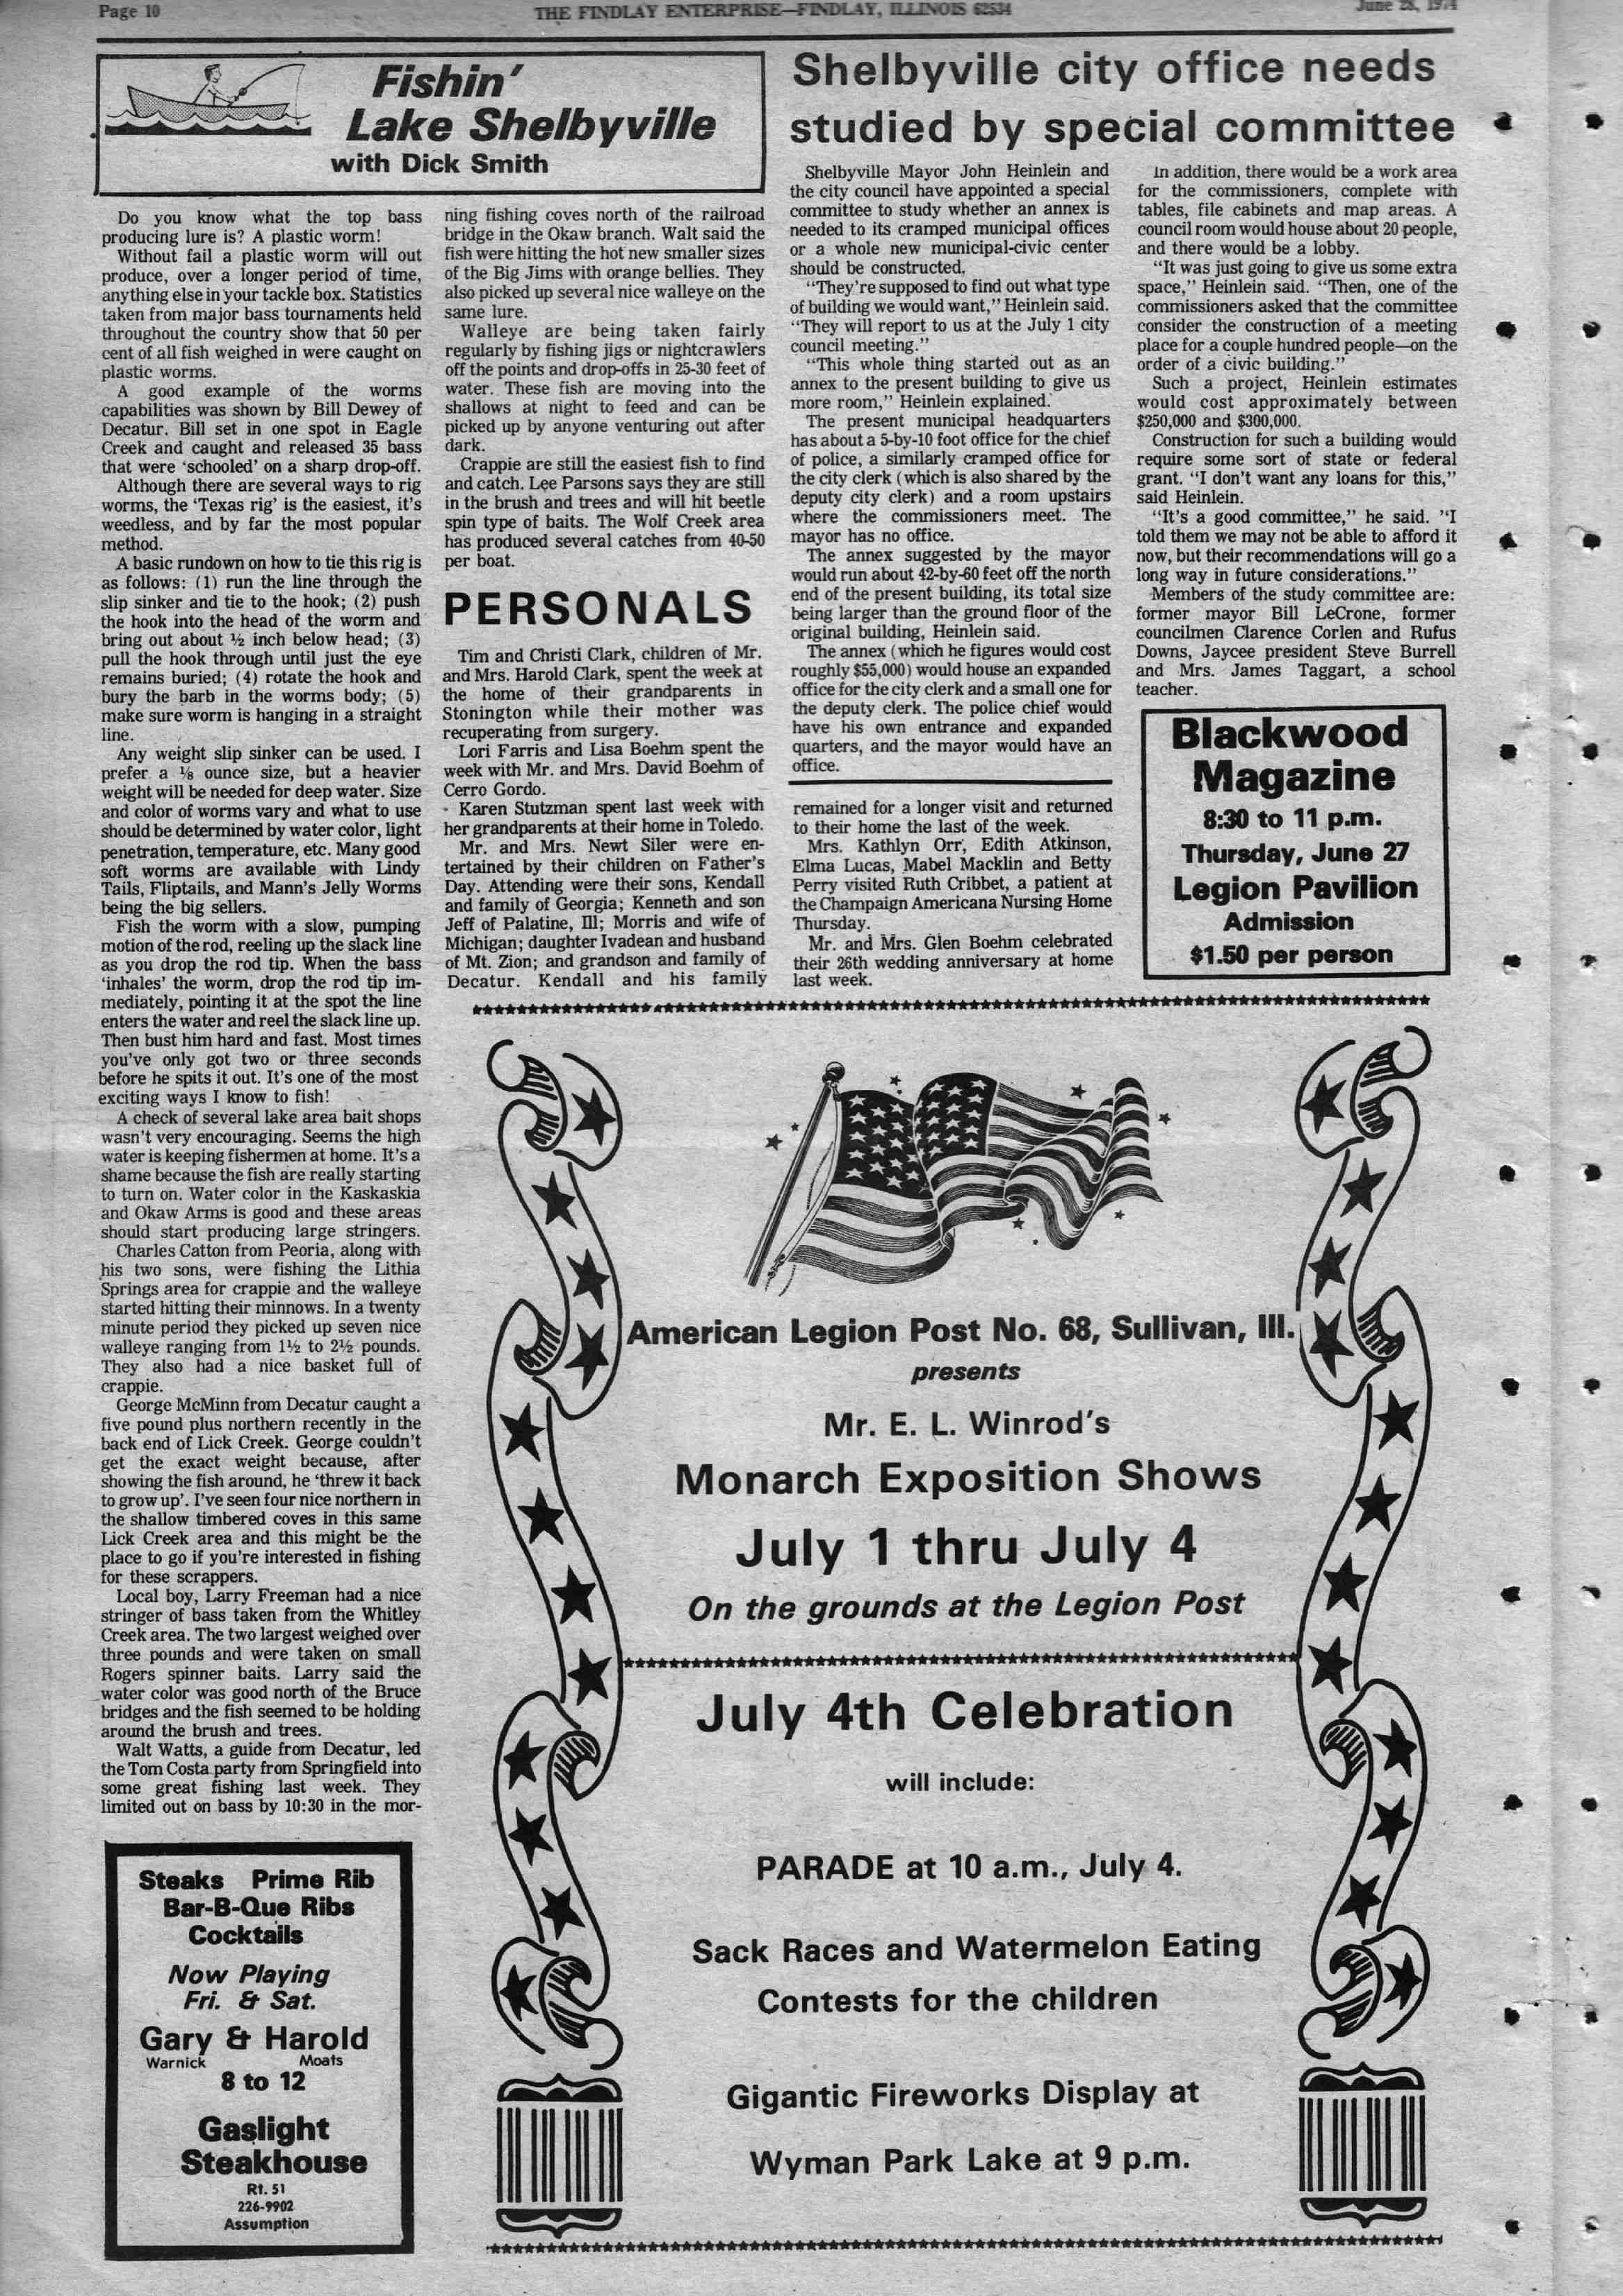 Page 10
THE FINDLAY ENTERPRISE—FINDLAY, ILLINOIS 62534
June 28, 1974
Fishin'
Lake Shelbyville
with Dick Smith
Do you know what the top bass
producing lure is? A plastic worm!
Without fail a plastic worm will out
produce, over a longer period of time,
anything else in your tackle box. Statistics
taken from major bass tournaments held
throughout the country show that 50 per
cent of all fish weighed in were caught on
plastic worms.
A good example of the worms
capabilities was shown by Bill Dewey of
Decatur. Bill set in one spot in Eagle
Creek and caught and released 35 bass
that were 'schooled' on a sharp drop-off.
Although there are several ways to rig
worms, the 'Texas rig' is the easiest, it's
weedless, and by far the most popular
method.
A basic rundown on how to tie this rig is
as follows: (1) run the line through the
slip sinker and tie to the hook; (2) push
the hook into the head of the worm and
bring out about ½ inch below head; (3)
pull the hook through until just the eye
remains buried; (4) rotate the hook and
bury the barb in the worms body; (5)
make sure worm is hanging in a straight
line.
Any weight slip sinker can be used. I
prefer a ⅛ ounce size, but a heavier
weight will be needed for deep water. Size
and color of worms vary and what to use
should be determined by water color, light
penetration, temperature, etc. Many good
soft worms are available with Lindy
Tails, Fliptails, and Mann's Jelly Worms
being the big sellers.
Fish the worm with a slow, pumping
motion of the rod, reeling up the slack line
as you drop the rod tip. When the bass
'inhales' the worm, drop the rod tip im-
mediately, pointing it at the spot the line
enters the water and reel the slack line up.
Then bust him hard and fast. Most times
you've only got two or three seconds
before he spits it out. It's one of the most
exciting ways I know to fish!
A check of several lake area bait shops
wasn't very encouraging. Seems the high
water is keeping fishermen at home. It's a
shame because the fish are really starting
to turn on. Water color in the Kaskaskia
and Okaw Arms is good and these areas
should start producing large stringers.
Charles Catton from Peoria, along with
his two sons, were fishing the Lithia
Springs area for crappie and the walleye
started hitting their minnows. In a twenty
minute period they picked up seven nice
walleye ranging from 1½ to 2½ pounds.
They also had a nice basket full of
crappie.
George McMinn from Decatur caught a
five pound plus northern recently in the
back end of Lick Creek. George couldn't
get the exact weight because, after
showing the fish around, he 'threw it back
to grow up'. I've seen four nice northern in
the shallow timbered coves in this same
Lick Creek area and this might be the
place to go if you're interested in fishing
for these scrappers.
Local boy, Larry Freeman had a nice
stringer of bass taken from the Whitley
Creek area. The two largest weighed over
three pounds and were taken on small
Rogers spinner baits. Larry said the
water color was good north of the Bruce
bridges and the fish seemed to be holding
around the brush and trees.
Walt Watts, a guide from Decatur, led
the Tom Costa party from Springfield into
some great fishing last week. They
limited out on bass by 10:30 in the mor-
ning fishing coves north of the railroad
bridge in the Okaw branch. Walt said the
fish were hitting the hot new smaller sizes
of the Big Jims with orange bellies. They
also picked up several nice walleye on the
same lure.
Walleye are being taken fairly
regularly by fishing jigs or nightcrawlers
off the points and drop-offs in 25-30 feet of
water. These fish are moving into the
shallows at night to feed and can be
picked up by anyone venturing out after
dark.
Crappie are still the easiest fish to find
and catch. Lee Parsons says they are still
in the brush and trees and will hit beetle
spin type of baits. The Wolf Creek area
has produced several catches from 40-50
per boat.
PERSONALS
Tim and Christi Clark, children of Mr.
and Mrs. Harold Clark, spent the week at
the home of their grandparents in
Stonington while their mother was
recuperating from surgery.
Lori Farris and Lisa Boehm spent the
week with Mr. and Mrs. David Boehm of
Cerro Gordo.
Karen Stutzman spent last week with
her grandparents at their home in Toledo.
Mr. and Mrs. Newt Siler were en-
tertained by their children on Father's
Day. Attending were their sons, Kendall
and family of Georgia; Kenneth and son
Jeff of Palatine, Ill; Morris and wife of
Michigan; daughter Ivadean and husband
of Mt. Zion; and grandson and family of
Decatur. Kendall and his family
remained for a longer visit and returned
to their home the last of the week.
Mrs. Kathlyn Orr, Edith Atkinson,
Elma Lucas, Mabel Macklin and Betty
Perry visited Ruth Cribbet, a patient at
the Champaign Americana Nursing Home
Thursday.
Mr. and Mrs. Glen Boehm celebrated
their 26th wedding anniversary at home
last week.
Shelbyville city office needs
studied by special committee
Shelbyville Mayor John Heinlein and
the city council have appointed a special
committee to study whether an annex is
needed to its cramped municipal offices
or a whole new municipal-civic center
should be constructed.
"They're supposed to find out what type
of building we would want," Heinlein said.
"They will report to us at the July 1 city
council meeting."
"This whole thing started out as an
annex to the present building to give us
more room," Heinlein explained.
The present municipal headquarters
has about a 5-by-10 foot office for the chief
of police, a similarly cramped office for
the city clerk (which is also shared by the
deputy city clerk) and a room upstairs
where the commissioners meet. The
mayor has no office.
The annex suggested by the mayor
would run about 42-by-60 feet off the north
end of the present building, its total size
being larger than the ground floor of the
original building, Heinlein said.
The annex (which he figures would cost
roughly $55,000) would house an expanded
office for the city clerk and a small one for
the deputy clerk. The police chief would
have his own entrance and expanded
quarters, and the mayor would have an
office.
In addition, there would be a work area
for the commissioners, complete with
tables, file cabinets and map areas. A
council room would house about 20 people,
and there would be a lobby.
"It was just going to give us some extra
space," Heinlein said. "Then, one of the
commissioners asked that the committee
consider the construction of a meeting
place for a couple hundred people—on the
order of a civic building."
Such a project, Heinlein estimates
would cost approximately between
$250,000 and $300,000.
Construction for such a building would
require some sort of state or federal
grant. "I don't want any loans for this,"
said Heinlein.
"It's a good committee," he said. "I
told them we may not be able to afford it
now, but their recommendations will go a
long way in future considerations."
Members of the study committee are:
former mayor Bill LeCrone, former
councilmen Clarence Corlen and Rufus
Downs, Jaycee president Steve Burrell
and Mrs. James Taggart, a school
teacher.
Blackwood
Magazine
8:30 to 11 p.m.
Thursday, June 27
Legion Pavilion
Admission
$1.50 per person
American Legion Post No. 68, Sullivan, Ill.
presents
Mr. E. L. Winrod's
Monarch Exposition Shows
July 1 thru July 4
On the grounds at the Legion Post
July 4th Celebration
will include:
PARADE at 10 a.m., July 4.
Sack Races and Watermelon Eating
Contests for the children
Gigantic Fireworks Display at
Wyman Park Lake at 9 p.m.
Steaks Prime Rib
Bar-B-Que Ribs
Cocktails
Now Playing
Fri. & Sat.
Gary & Harold
Warnick Moats
8 to 12
Gaslight
Steakhouse
Rt. 51
226-9902
Assumption